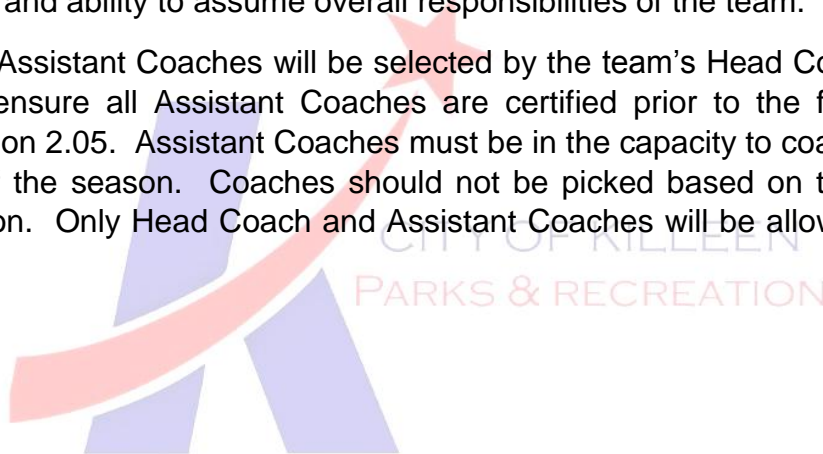 and ability to assume overall responsibilities of the team.
Assistant Coaches will be selected by the team’s Head Co
ensure all Assistant Coaches are certified prior to the f
on 2.05. Assistant Coaches must be in the capacity to coa
the season. Coaches should not be picked based on t
on. Only Head Coach and Assistant Coaches will be allow
CITY OF KILLEEN
PARKS & RECREATION